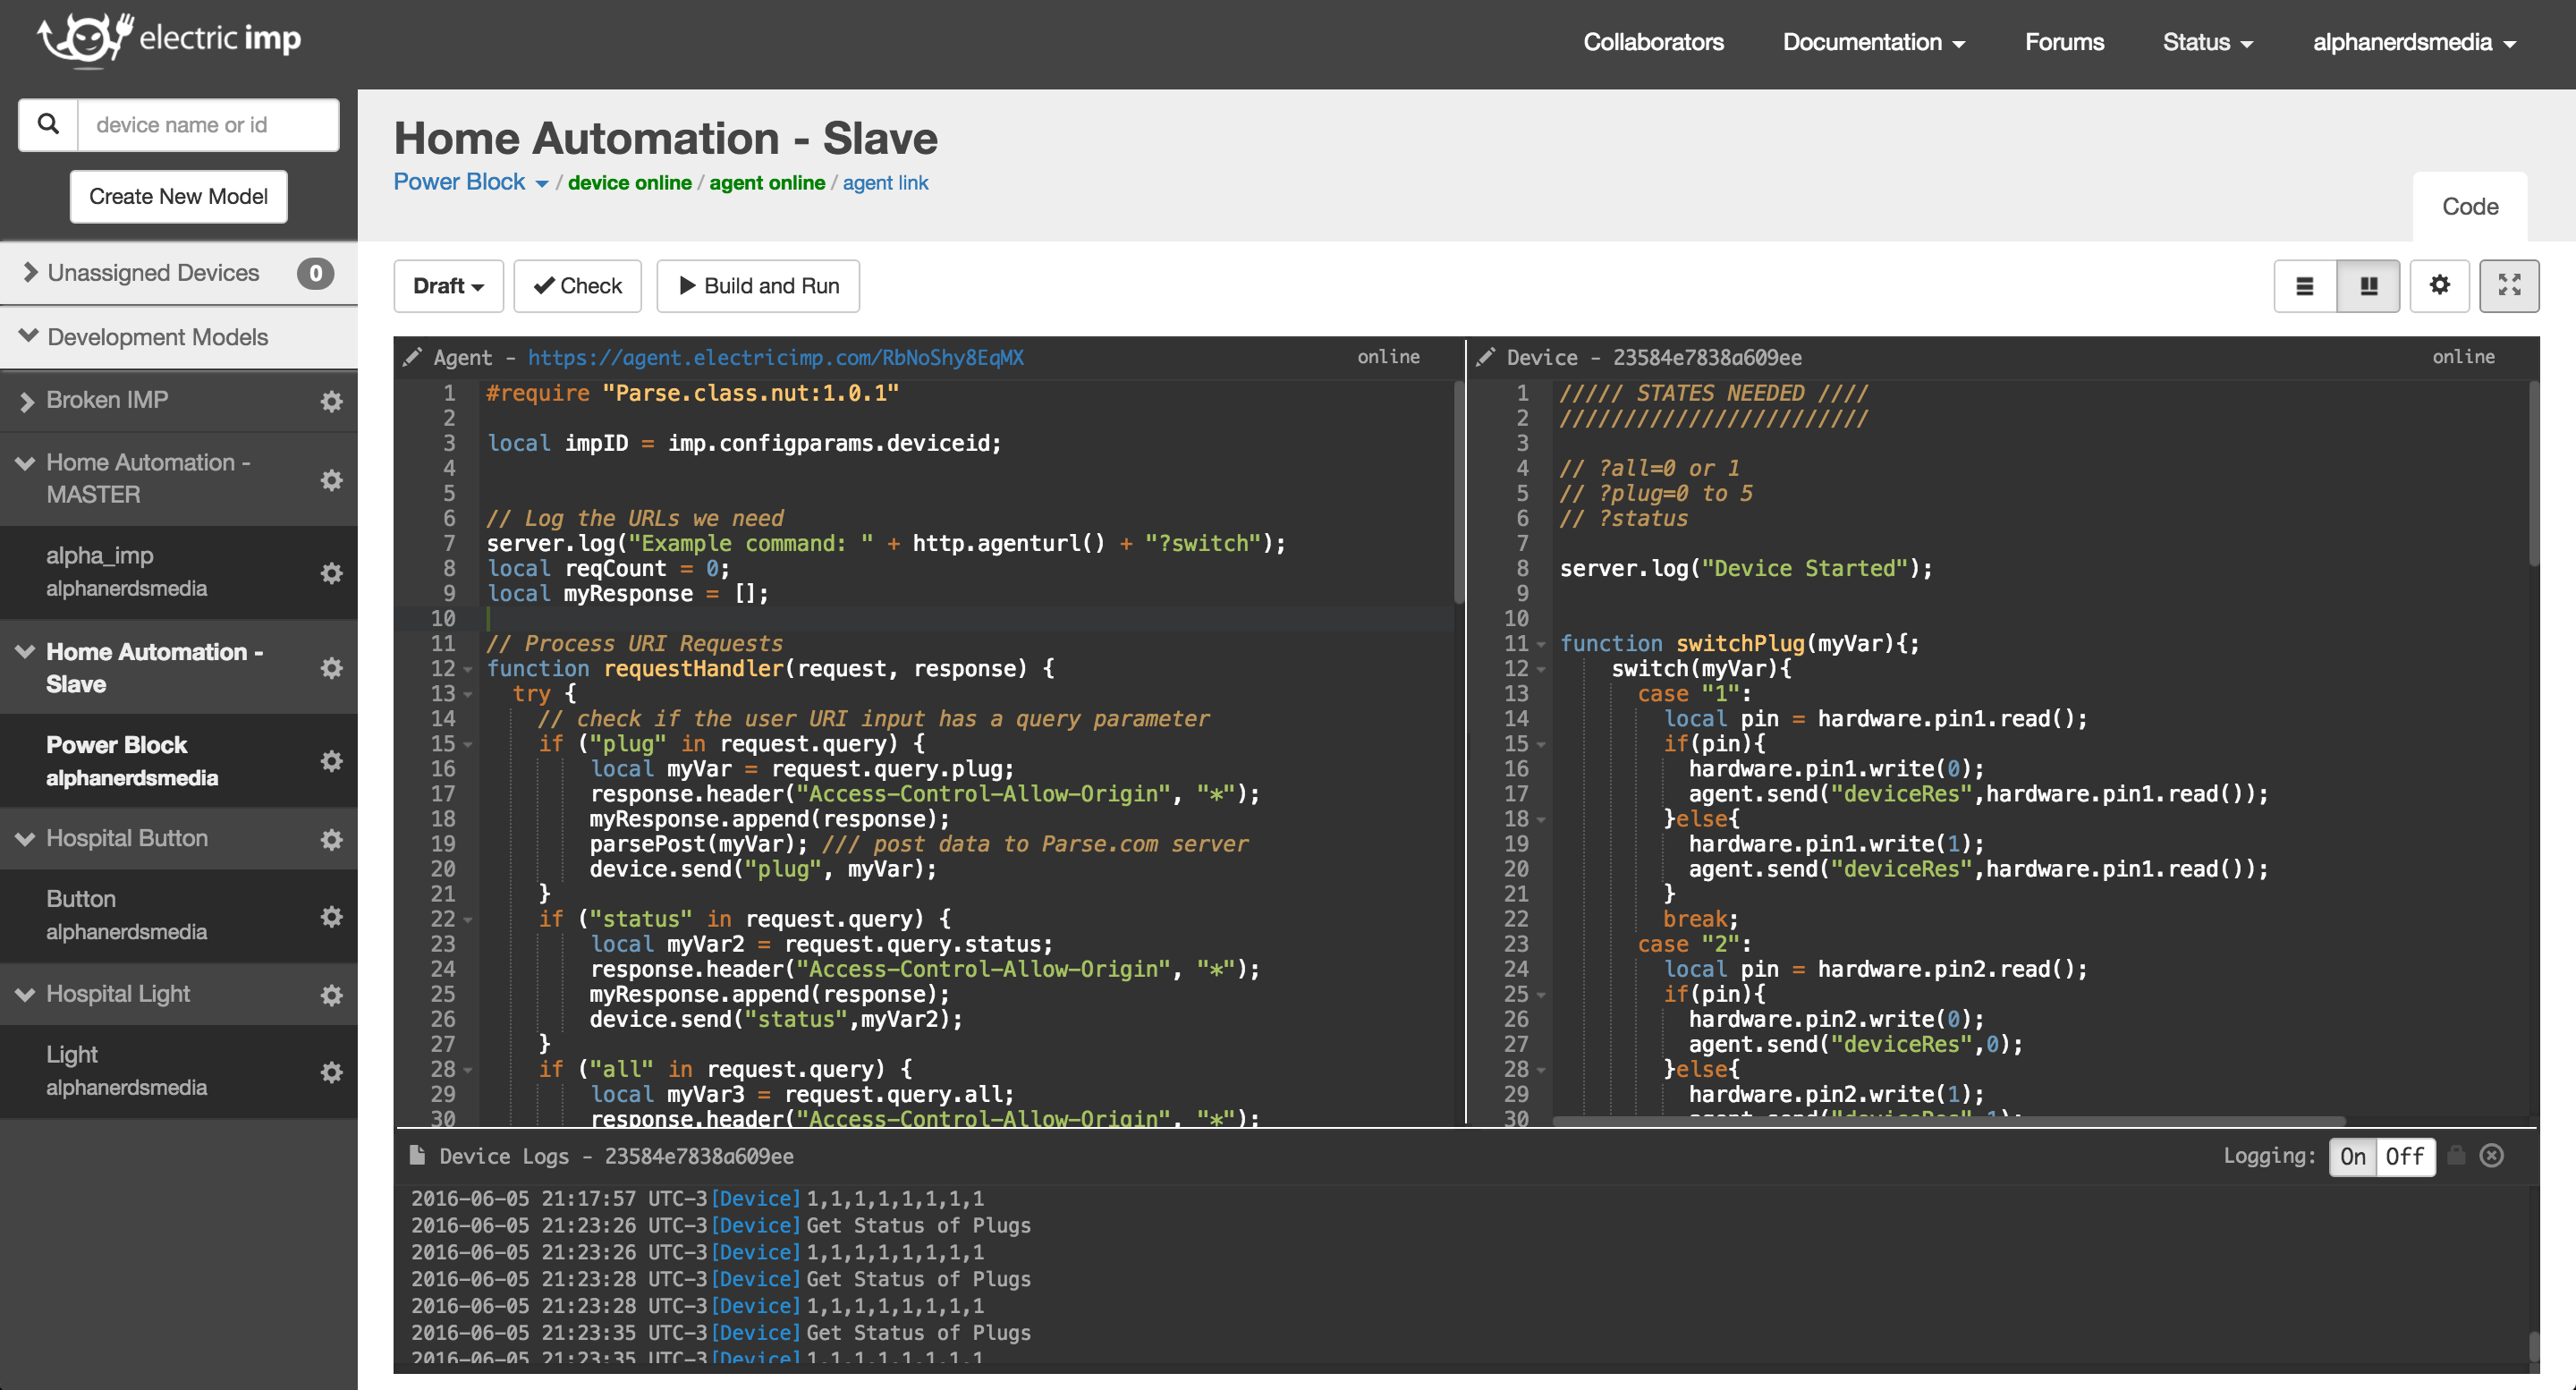 electric imp
Collaborators
Documentation
Forums
Status
alphanerdsmedia
device name or id
Create New Model
Unassigned Devices 0
Development Models
Broken IMP
Home Automation -
MASTER
alpha_imp
alphanerdsmedia
Home Automation -
Slave
Power Block
alphanerdsmedia
Hospital Button
Button
alphanerdsmedia
Hospital Light
Light
alphanerdsmedia
Home Automation - Slave
Power Block / device online / agent online / agent link
Code
Draft
Check
Build and Run
Agent - https://agent.electricimp.com/RbNoShy8EqMX online
1 #require "Parse.class.nut:1.0.1"
2
3 local impID = imp.configparams.deviceid;
4
5
6 // Log the URLs we need
7 server.log("Example command: " + http.agenturl() + "?switch");
8 local reqCount = 0;
9 local myResponse = [];
10
11 // Process URI Requests
12 function requestHandler(request, response) {
13 try {
14 // check if the user URI input has a query parameter
15 if ("plug" in request.query) {
16 local myVar = request.query.plug;
17 response.header("Access-Control-Allow-Origin", "*");
18 myResponse.append(response);
19 parsePost(myVar); /// post data to Parse.com server
20 device.send("plug", myVar);
21 }
22 if ("status" in request.query) {
23 local myVar2 = request.query.status;
24 response.header("Access-Control-Allow-Origin", "*");
25 myResponse.append(response);
26 device.send("status",myVar2);
27 }
28 if ("all" in request.query) {
29 local myVar3 = request.query.all;
30 response.header("Access-Control-Allow-Origin", "*");
Device - 23584e7838a609ee online
1 ///// STATES NEEDED ////
2 ////////////////////////
3
4 // ?all=0 or 1
5 // ?plug=0 to 5
6 // ?status
7
8 server.log("Device Started");
9
10
11 function switchPlug(myVar){;
12 switch(myVar){
13 case "1":
14 local pin = hardware.pin1.read();
15 if(pin){
16 hardware.pin1.write(0);
17 agent.send("deviceRes",hardware.pin1.read());
18 }else{
19 hardware.pin1.write(1);
20 agent.send("deviceRes",hardware.pin1.read());
21 }
22 break;
23 case "2":
24 local pin = hardware.pin2.read();
25 if(pin){
26 hardware.pin2.write(0);
27 agent.send("deviceRes",0);
28 }else{
29 hardware.pin2.write(1);
30 agent.send("deviceRes",1);
Device Logs - 23584e7838a609ee
Logging: On Off
2016-06-05 21:17:57 UTC-3[Device] 1,1,1,1,1,1,1,1
2016-06-05 21:23:26 UTC-3[Device] Get Status of Plugs
2016-06-05 21:23:26 UTC-3[Device] 1,1,1,1,1,1,1,1
2016-06-05 21:23:28 UTC-3[Device] Get Status of Plugs
2016-06-05 21:23:28 UTC-3[Device] 1,1,1,1,1,1,1,1
2016-06-05 21:23:35 UTC-3[Device] Get Status of Plugs
2016-06-05 21:23:35 UTC-3[Device] 1,1,1,1,1,1,1,1